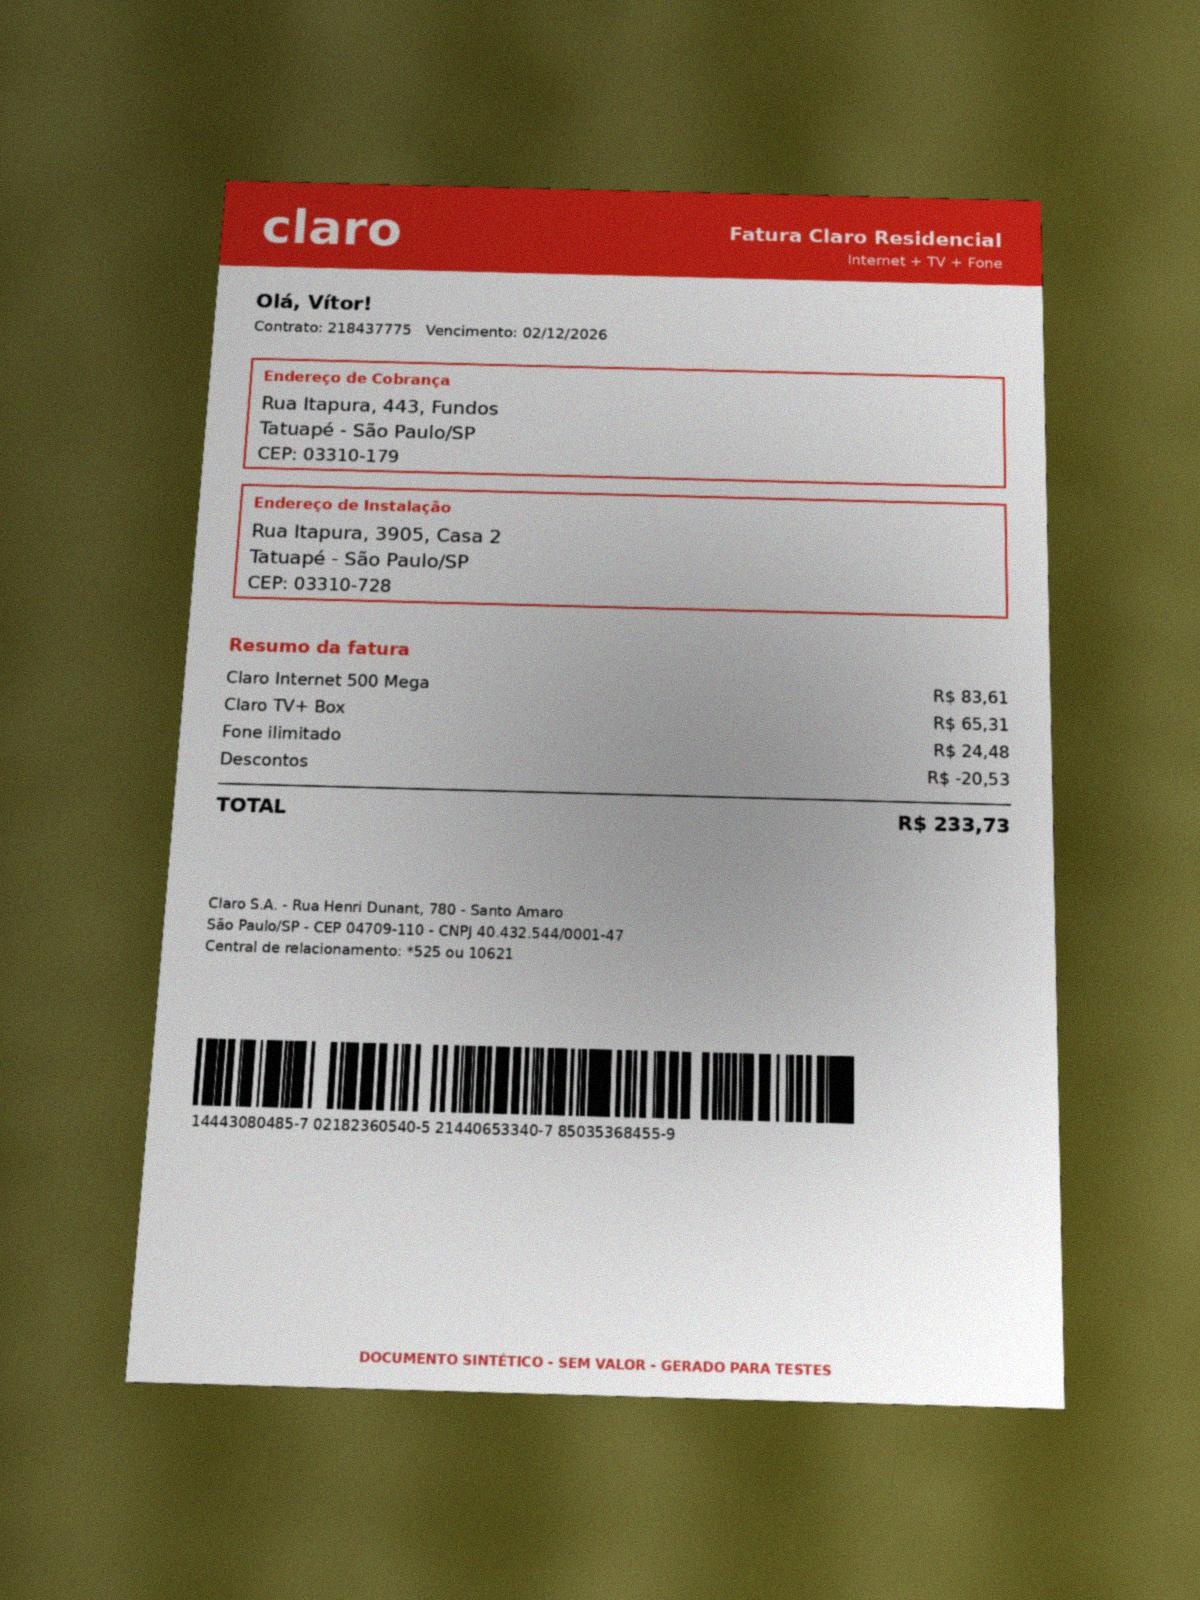 claro
Fatura Claro Residencial
Internet + TV + Fone
Olá, Vítor!
Contrato: 218437775 Vencimento: 02/12/2026
Endereço de Cobrança
Rua Itapura, 443, Fundos
Tatuapé - São Paulo/SP
CEP: 03310-179
Endereço de Instalação
Rua Itapura, 3905, Casa 2
Tatuapé - São Paulo/SP
CEP: 03310-728
Resumo da fatura
Claro Internet 500 Mega R$ 83,61
Claro TV+ Box R$ 65,31
Fone ilimitado R$ 24,48
Descontos R$ -20,53
TOTAL R$ 233,73
Claro S.A. - Rua Henri Dunant, 780 - Santo Amaro
São Paulo/SP - CEP 04709-110 - CNPJ 40.432.544/0001-47
Central de relacionamento: *525 ou 10621
14443080485-7 02182360540-5 21440653340-7 85035368455-9
DOCUMENTO SINTÉTICO - SEM VALOR - GERADO PARA TESTES